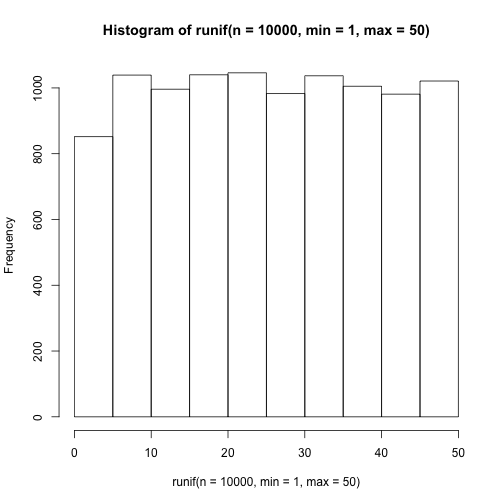 Histogram of runif(n = 10000, min = 1, max = 50)
Frequency
1000
800
600
400
200
0
0 10 20 30 40 50
runif(n = 10000, min = 1, max = 50)